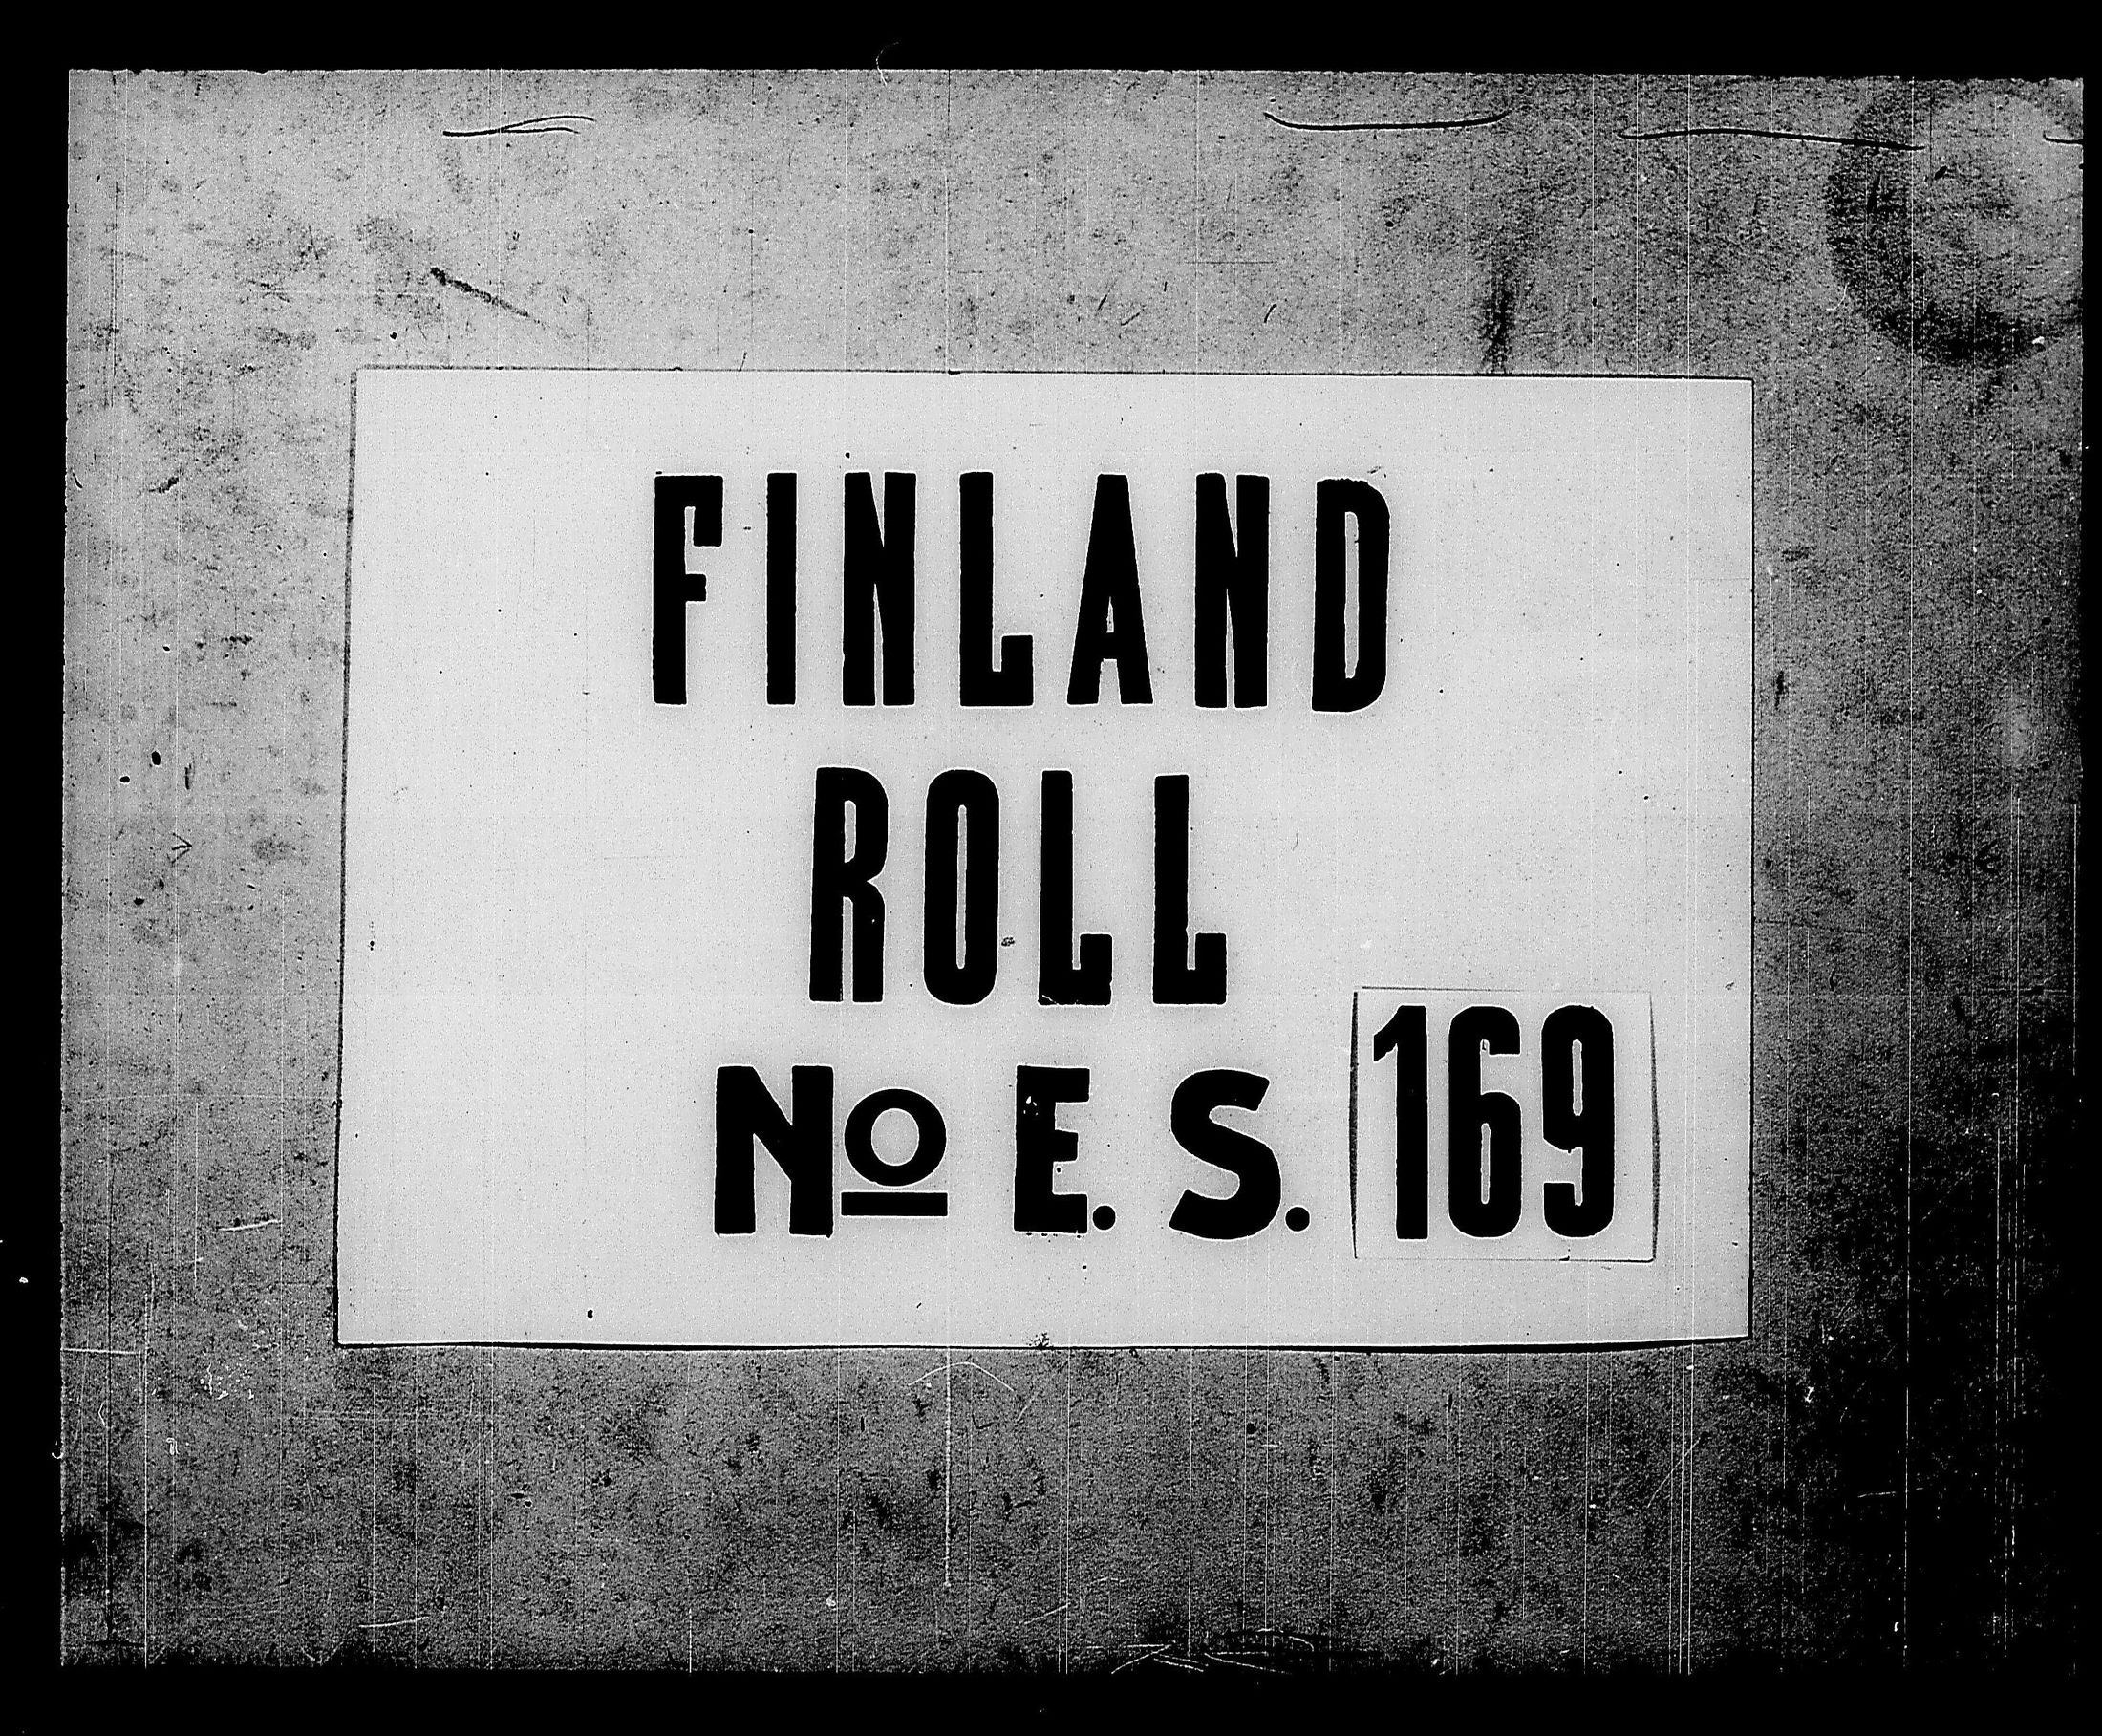 FINLAND
ROLL
No E. S. 169